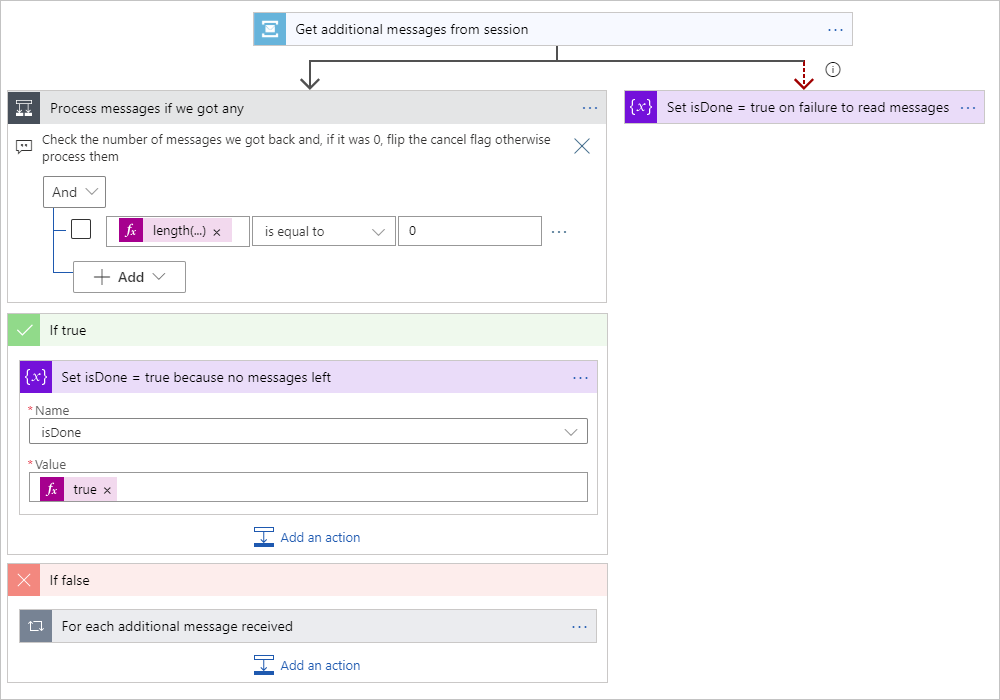 Get additional messages from session
Process messages if we got any
Set isDone = true on failure to read messages
Check the number of messages we got back and, if it was 0, flip the cancel flag otherwise
process them
And
fx length(...) × is equal to 0
Add
If true
{x} Set isDone = true because no messages left
* Name
isDone
* Value
fx true ×
Add an action
If false
For each additional message received
Add an action